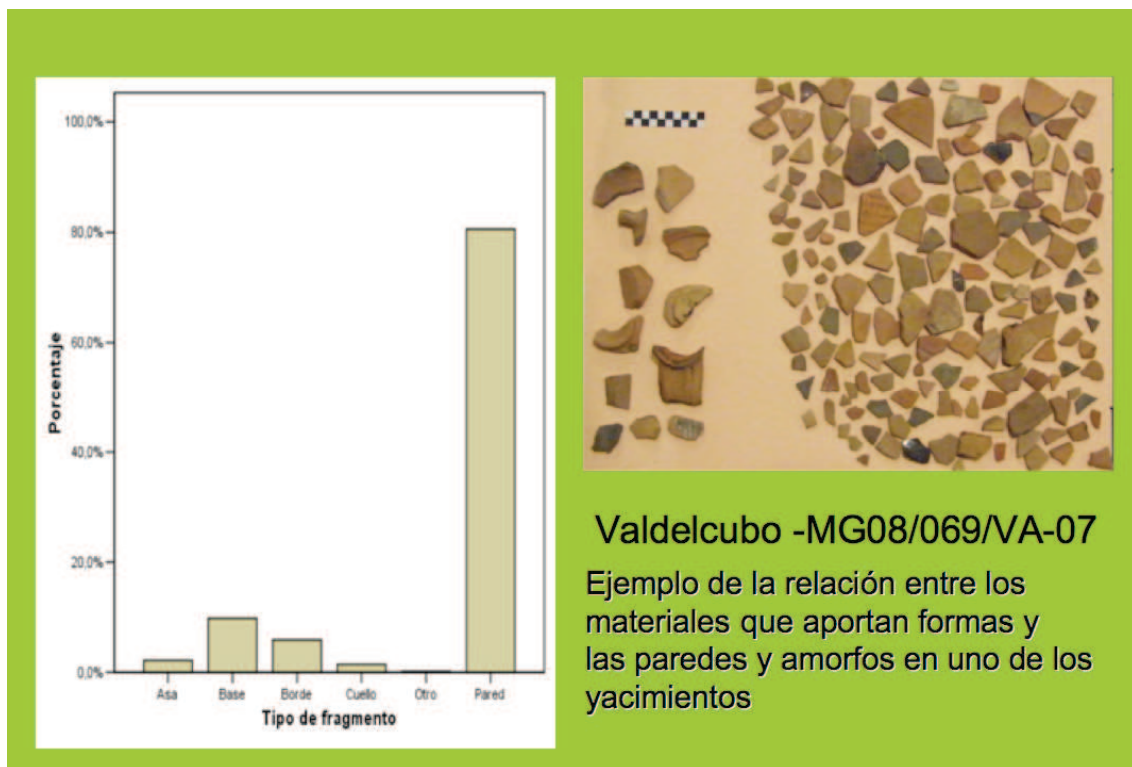 100,0%
80,0%
60,0%
40,0%
20,0%
0,0%
Porcentaje
Asa Base Borde Cuello Otro Pared
Tipo de fragmento
Valdelcubo -MG08/069/VA-07
Ejemplo de la relación entre los
materiales que aportan formas y
las paredes y amorfos en uno de los
yacimientos